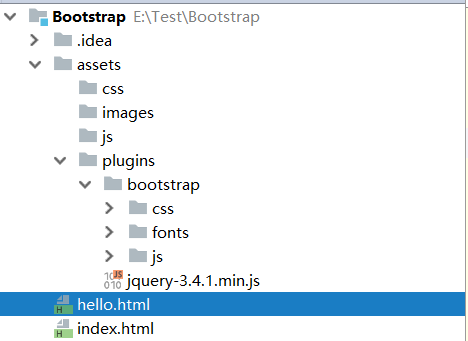 Bootstrap E:\Test\Bootstrap
.idea
assets
css
images
js
plugins
bootstrap
css
fonts
js
jquery-3.4.1.min.js
hello.html
index.html